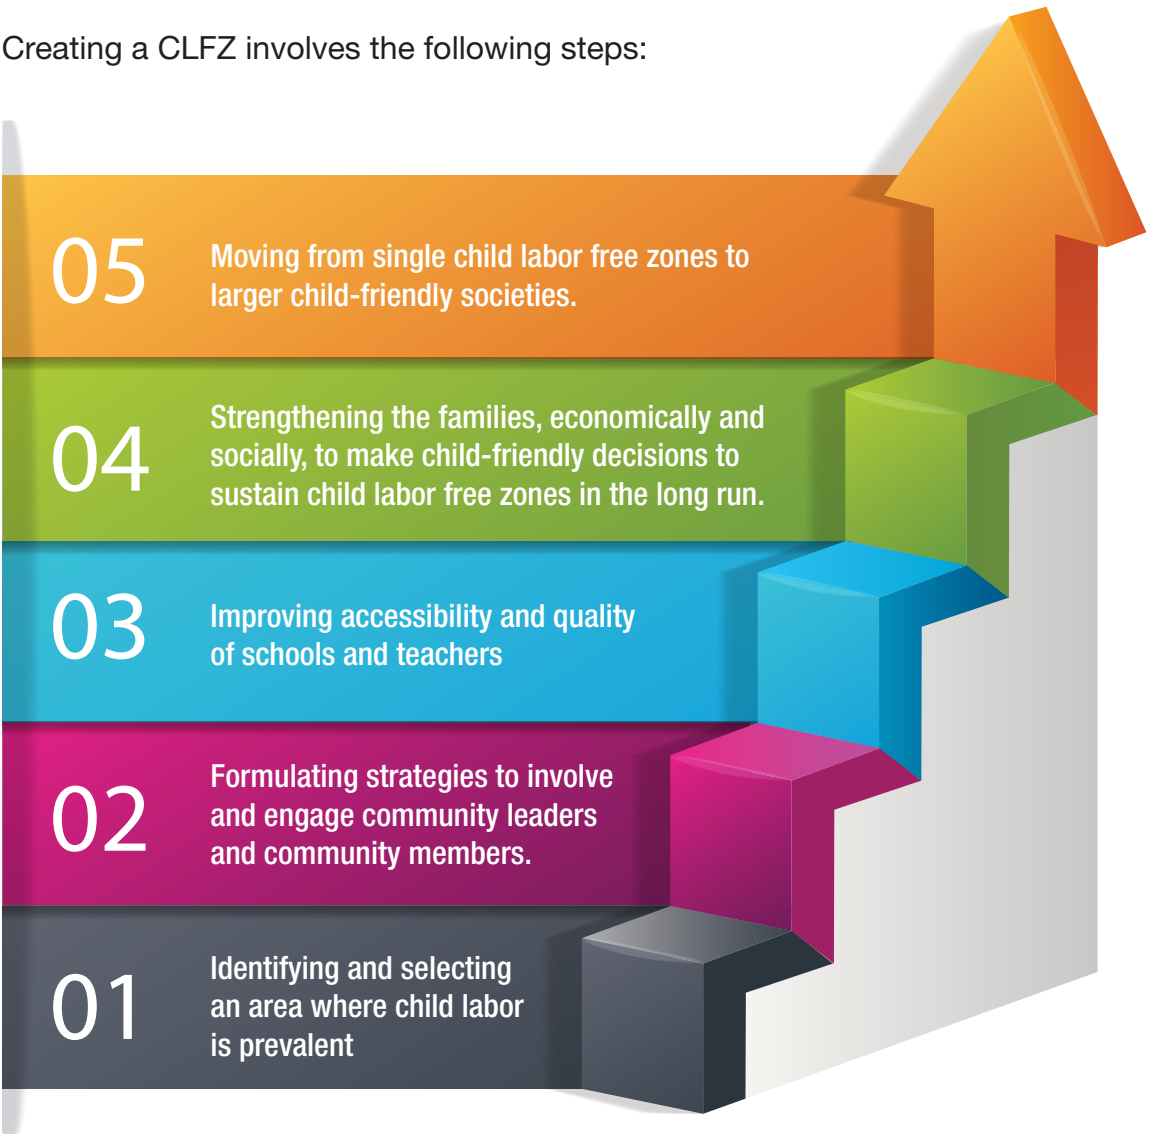 Creating a CLFZ involves the following steps:
05
Moving from single child labor free zones to
larger child-friendly societies.
04
Strengthening the families, economically and
socially, to make child-friendly decisions to
sustain child labor free zones in the long run.
03
Improving accessibility and quality
of schools and teachers
02
Formulating strategies to involve
and engage community leaders
and community members.
01
Identifying and selecting
an area where child labor
is prevalent